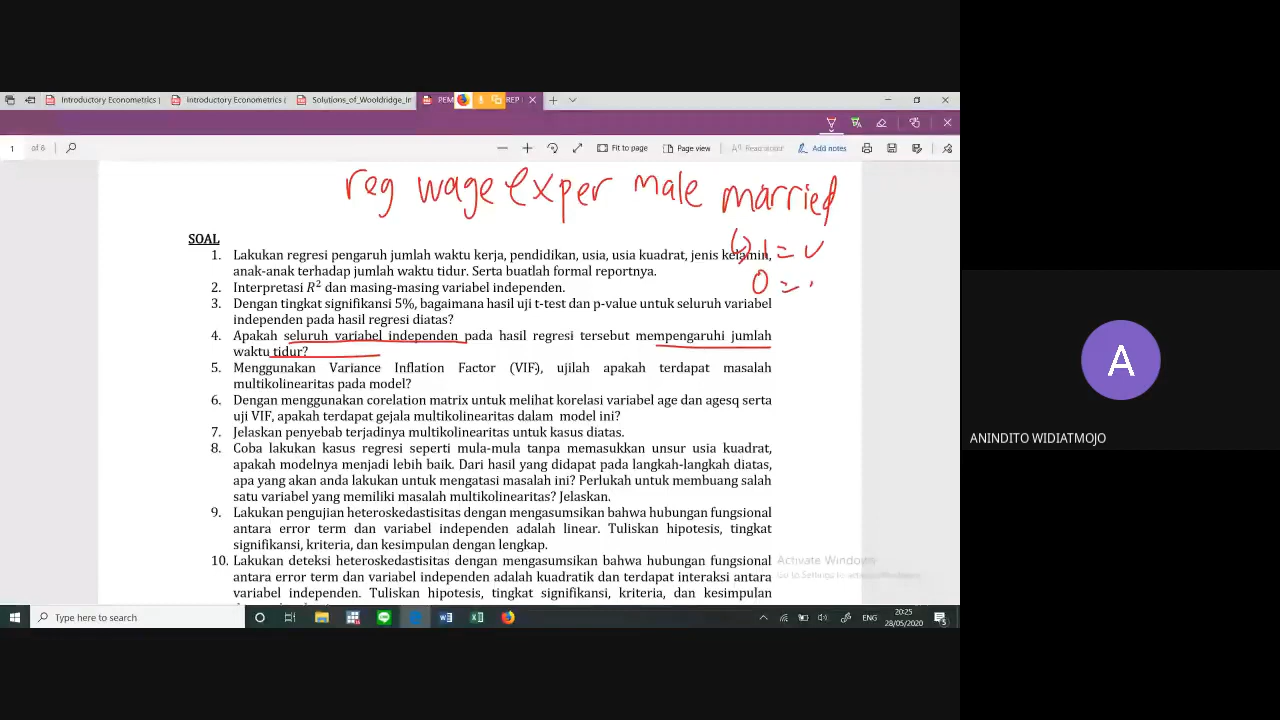 Introductory Econometrics
Introductory Econometrics
Solutions_of_Wooldridge_In
PEM
REP
1 of 6
Fit to page
Page view
Read aloud
Add notes
reg wage exper male married
SOAL
(.) 1 = v
1. Lakukan regresi pengaruh jumlah waktu kerja, pendidikan, usia, usia kuadrat, jenis kelamin,
anak-anak terhadap jumlah waktu tidur. Serta buatlah formal reportnya.
0 = .
2. Interpretasi R² dan masing-masing variabel independen.
3. Dengan tingkat signifikansi 5%, bagaimana hasil uji t-test dan p-value untuk seluruh variabel
independen pada hasil regresi diatas?
4. Apakah seluruh variabel independen pada hasil regresi tersebut mempengaruhi jumlah
waktu tidur?
5. Menggunakan Variance Inflation Factor (VIF), ujilah apakah terdapat masalah
multikolinearitas pada model?
6. Dengan menggunakan corelation matrix untuk melihat korelasi variabel age dan agesq serta
uji VIF, apakah terdapat gejala multikolinearitas dalam model ini?
7. Jelaskan penyebab terjadinya multikolinearitas untuk kasus diatas.
8. Coba lakukan kasus regresi seperti mula-mula tanpa memasukkan unsur usia kuadrat,
apakah modelnya menjadi lebih baik. Dari hasil yang didapat pada langkah-langkah diatas,
apa yang akan anda lakukan untuk mengatasi masalah ini? Perlukah untuk membuang salah
satu variabel yang memiliki masalah multikolinearitas? Jelaskan.
9. Lakukan pengujian heteroskedastisitas dengan mengasumsikan bahwa hubungan fungsional
antara error term dan variabel independen adalah linear. Tuliskan hipotesis, tingkat
signifikansi, kriteria, dan kesimpulan dengan lengkap.
10. Lakukan deteksi heteroskedastisitas dengan mengasumsikan bahwa hubungan fungsional
antara error term dan variabel independen adalah kuadratik dan terdapat interaksi antara
variabel independen. Tuliskan hipotesis, tingkat signifikansi, kriteria, dan kesimpulan
Activate Windows
Go to Settings to activate Windows.
Type here to search
ENG
20:25
28/05/2020
5
A
ANINDITO WIDIATMOJO